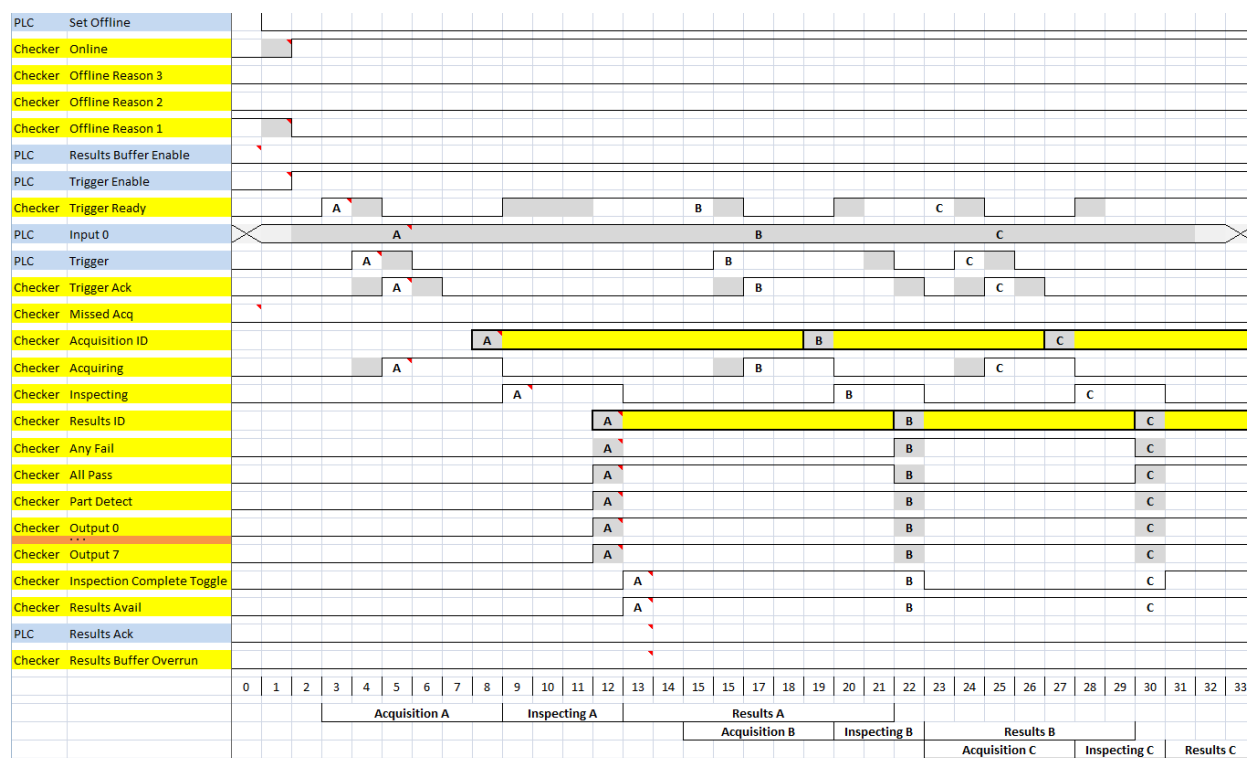 PLC Set Offline
Checker Online
Checker Offline Reason 3
Checker Offline Reason 2
Checker Offline Reason 1
PLC Results Buffer Enable
PLC Trigger Enable
Checker Trigger Ready A B C
PLC Input 0 A B C
PLC Trigger A B C
Checker Trigger Ack A B C
Checker Missed Acq
Checker Acquisition ID A B C
Checker Acquiring A B C
Checker Inspecting A B C
Checker Results ID A B C
Checker Any Fail A B C
Checker All Pass A B C
Checker Part Detect A B C
Checker Output 0 A B C
...
Checker Output 7 A B C
Checker Inspection Complete Toggle A B C
Checker Results Avail A B C
PLC Results Ack
Checker Results Buffer Overrun
0 1 2 3 4 5 6 7 8 9 10 11 12 13 14 15 15 17 18 19 20 21 22 23 24 25 26 27 28 29 30 31 32 33
Acquisition A Inspecting A Results A
Acquisition B Inspecting B Results B
Acquisition C Inspecting C Results C